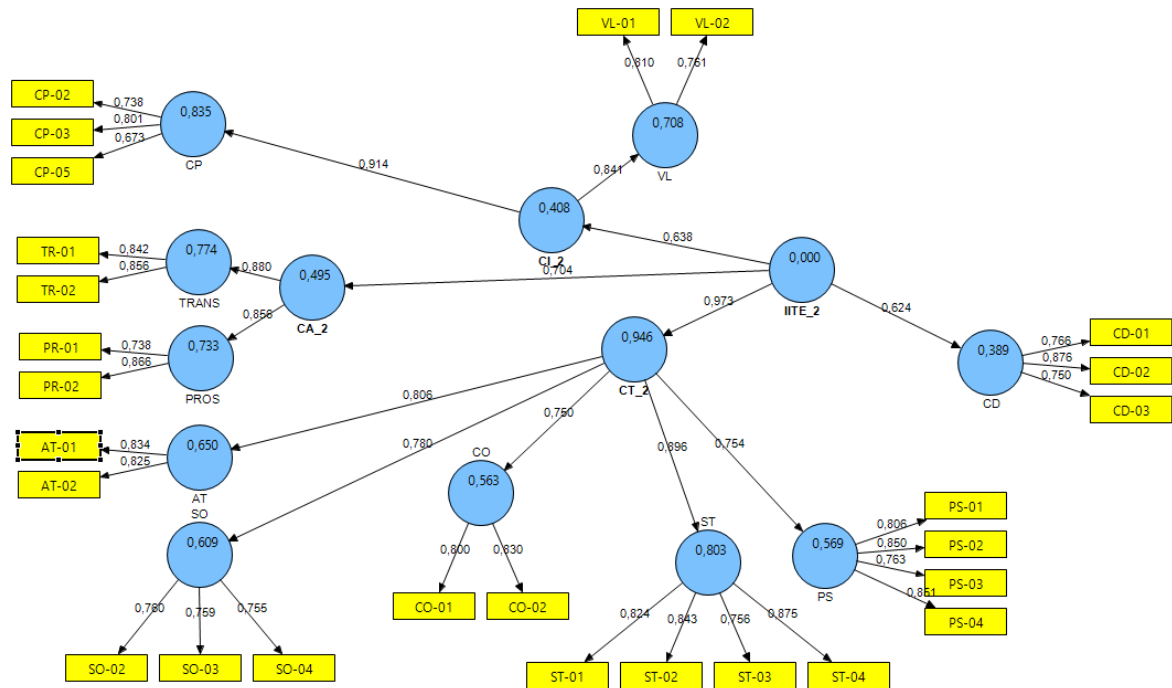 VL-01
VL-02
0,810
0,761
0,708
VL
CP-02
CP-03
CP-05
0,738
0,801
0,673
0,835
CP
0,914
0,841
0,408
CI_2
0,638
TR-01
TR-02
0,842
0,856
0,774
TRANS
0,880
0,495
CA_2
0,704
0,000
IITE_2
0,856
PR-01
PR-02
0,738
0,866
0,733
PROS
0,973
0,624
0,946
CT_2
0,389
CD
0,766
0,876
0,750
CD-01
CD-02
CD-03
0,806
AT-01
AT-02
0,834
0,825
0,650
AT
0,780
0,750
0,896
0,754
SO
0,609
0,760
0,759
0,755
SO-02
SO-03
SO-04
CO
0,563
0,800
0,830
CO-01
CO-02
ST
0,803
0,824
0,843
0,756
0,875
ST-01
ST-02
ST-03
ST-04
0,569
PS
0,806
0,850
0,763
0,851
PS-01
PS-02
PS-03
PS-04